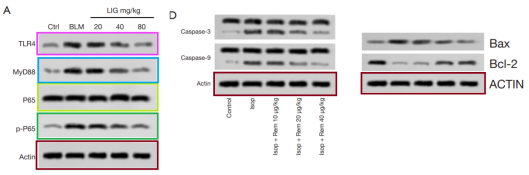 A
LIG mg/kg
Ctrl BLM 20 40 80
TLR4
MyD88
P65
p-P65
Actin
D
Caspase-3
Caspase-9
Actin
Control
Isop
Isop + Rem 10 µg/kg
Isop + Rem 20 µg/kg
Isop + Rem 40 µg/kg
Bax
Bcl-2
ACTIN